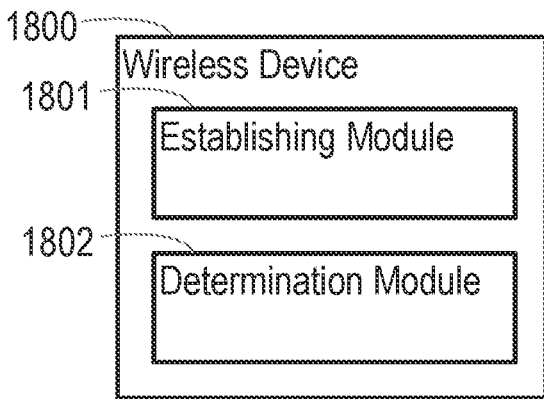 1800
Wireless Device
1801
Establishing Module
1802
Determination Module